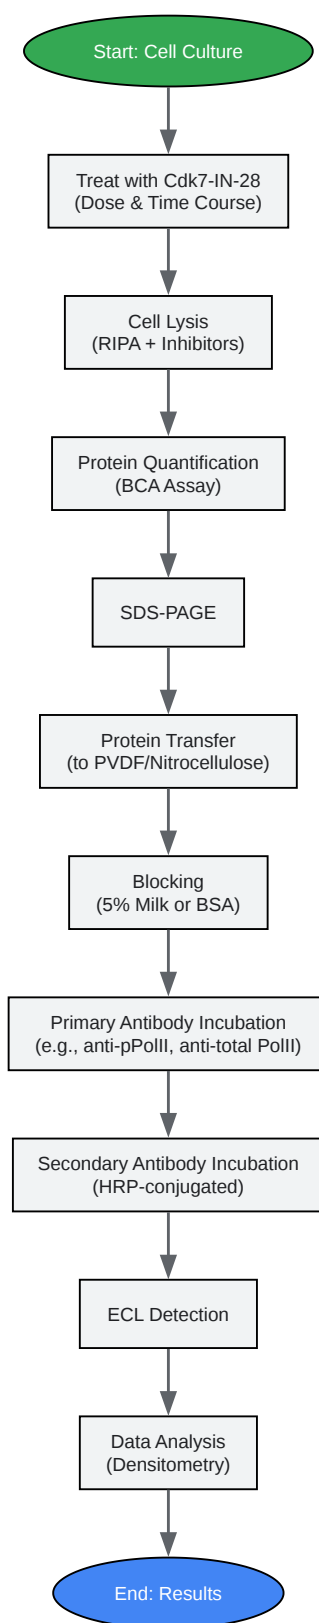 Start: Cell Culture
Treat with Cdk7-IN-28
(Dose & Time Course)
Cell Lysis
(RIPA + Inhibitors)
Protein Quantification
(BCA Assay)
SDS-PAGE
Protein Transfer
(to PVDF/Nitrocellulose)
Blocking
(5% Milk or BSA)
Primary Antibody Incubation
(e.g., anti-pPolII, anti-total PolII)
Secondary Antibody Incubation
(HRP-conjugated)
ECL Detection
Data Analysis
(Densitometry)
End: Results